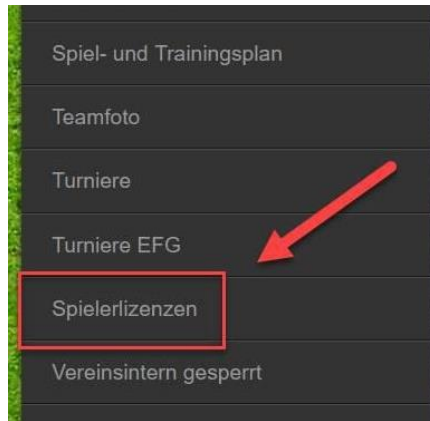 Spiel- und Trainingsplan
Teamfoto
Turniere
Turniere EFG
Spielerlizenzen
Vereinsintern gesperrt